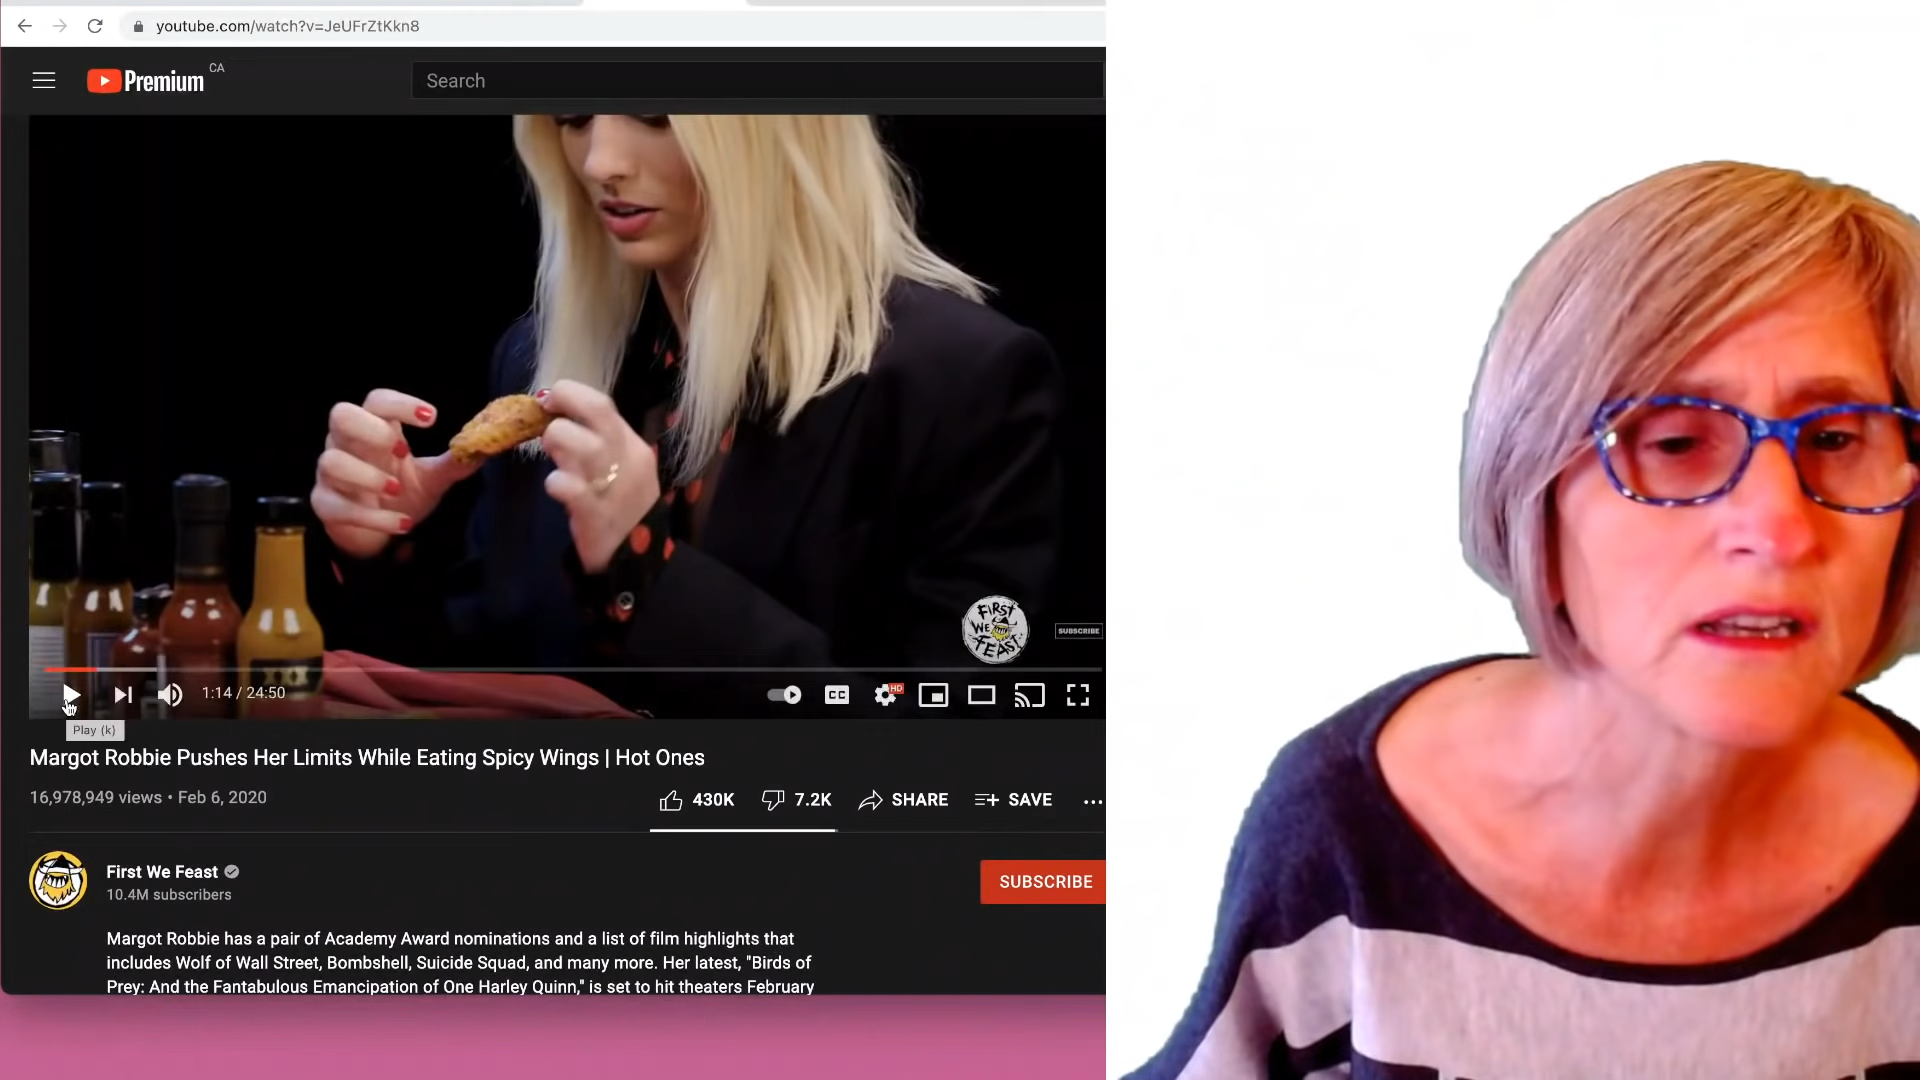 youtube.com/watch?v=JeUFrZtKkn8
Premium CA
Search
XXX
FIRST
WE
FEAST
SUBSCRIBE
1:14 / 24:50
CC
HD
Play (k)
Margot Robbie Pushes Her Limits While Eating Spicy Wings | Hot Ones
16,978,949 views • Feb 6, 2020
430K
7.2K
SHARE
SAVE
First We Feast
10.4M subscribers
SUBSCRIBE
Margot Robbie has a pair of Academy Award nominations and a list of film highlights that
includes Wolf of Wall Street, Bombshell, Suicide Squad, and many more. Her latest, "Birds of
Prey: And the Fantabulous Emancipation of One Harley Quinn," is set to hit theaters February